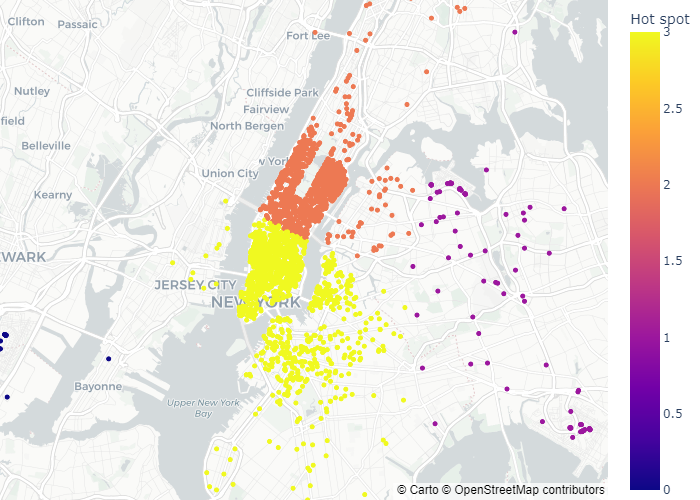 Clifton
Passaic
Fort Lee
Hot spot
3
Nutley
Cliffside Park
Fairview
2.5
field
North Bergen
Belleville
w York
Union City
2
Kearny
WARK
1.5
JERSEY CITY
NEW YORK
1
Bayonne
Upper New York
Bay
0.5
0
© Carto © OpenStreetMap contributors